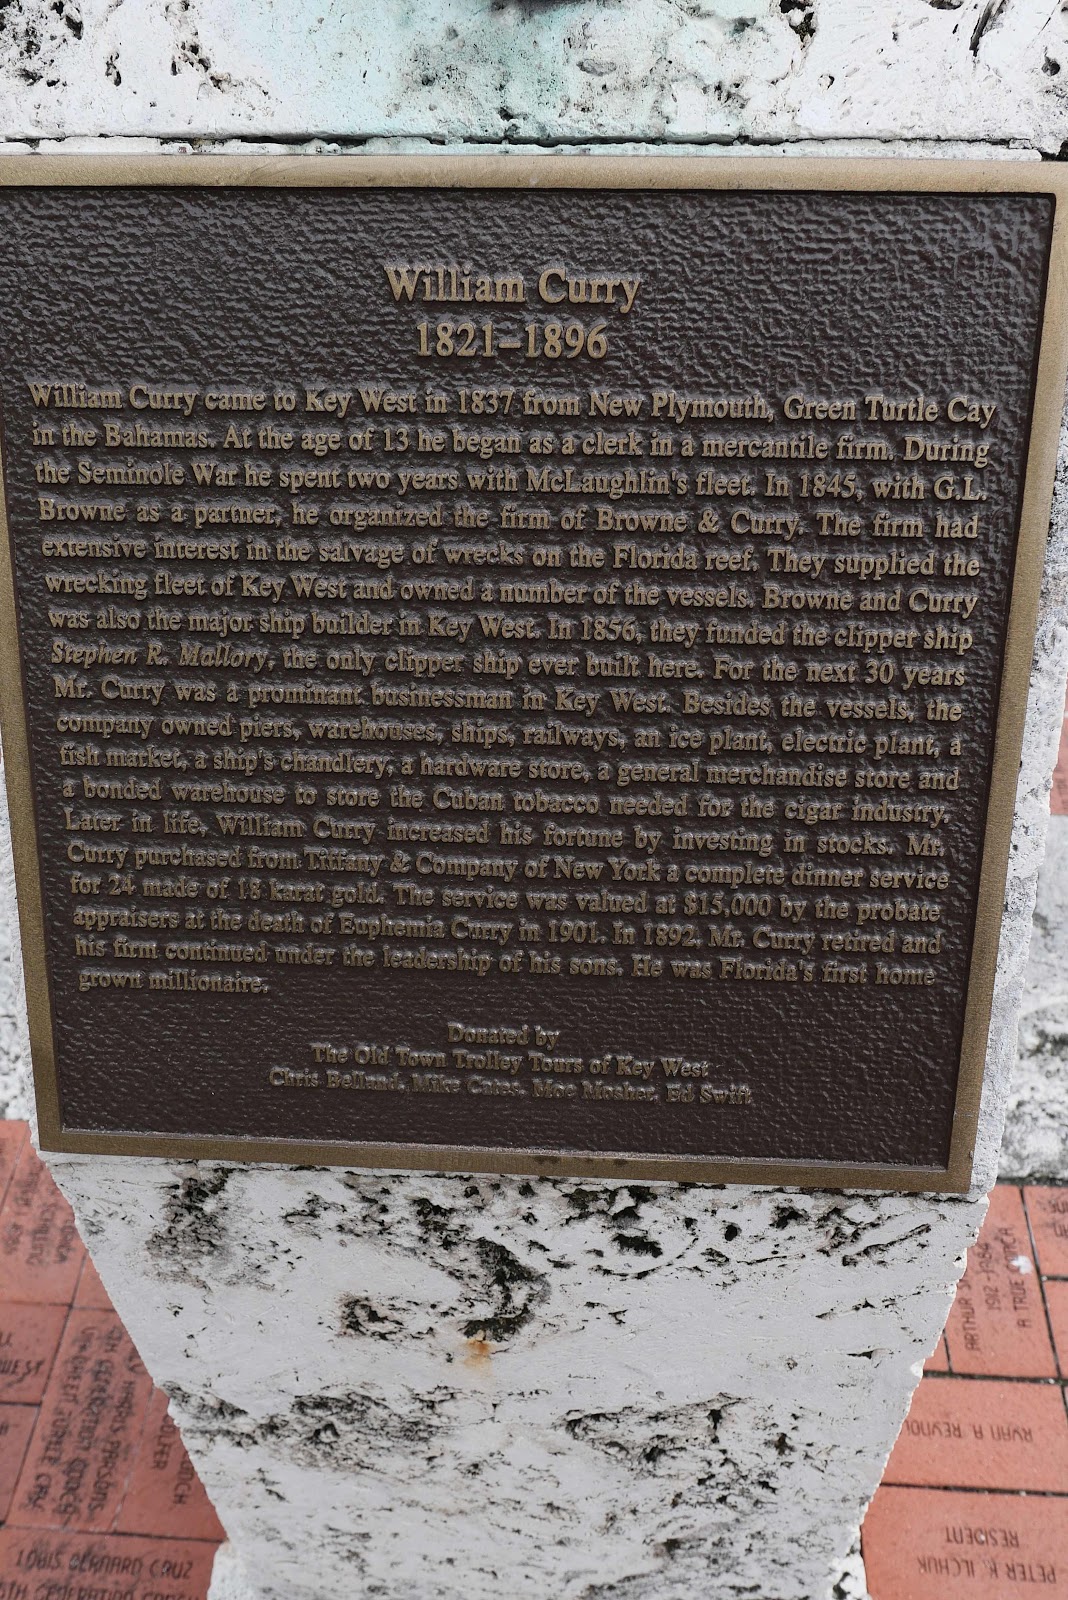 William Curry
1821–1896
William Curry came to Key West in 1837 from New Plymouth, Green Turtle Cay
in the Bahamas. At the age of 13 he began as a clerk in a mercantile firm. During
the Seminole War he spent two years with McLaughlin's fleet. In 1845, with G.L.
Browne as a partner, he organized the firm of Browne & Curry. The firm had
extensive interest in the salvage of wrecks on the Florida reef. They supplied the
wrecking fleet of Key West and owned a number of the vessels. Browne and Curry
was also the major ship builder in Key West. In 1856, they funded the clipper ship
Stephen R. Mallory, the only clipper ship ever built here. For the next 30 years
Mr. Curry was a prominant businessman in Key West. Besides the vessels, the
company owned piers, warehouses, ships, railways, an ice plant, electric plant, a
fish market, a ship's chandlery, a hardware store, a general merchandise store and
a bonded warehouse to store the Cuban tobacco needed for the cigar industry.
Later in life, William Curry increased his fortune by investing in stocks. Mr.
Curry purchased from Tiffany & Company of New York a complete dinner service
for 24 made of 18 karat gold. The service was valued at $15,000 by the probate
appraisers at the death of Euphemia Curry in 1901. In 1892, Mr. Curry retired and
his firm continued under the leadership of his sons. He was Florida's first home
grown millionaire.
Donated by
The Old Town Trolley Tours of Key West
Chris Belland, Mike Cates, Moe Mosher, Ed Swift
ARTHUR
1912-1984
A TRUE CONCH
RYAN A. REYNO
PETER K. ILCHUK
RESIDENT
LOUIS BERNARD CRUZ
5TH GENERATION CONCH